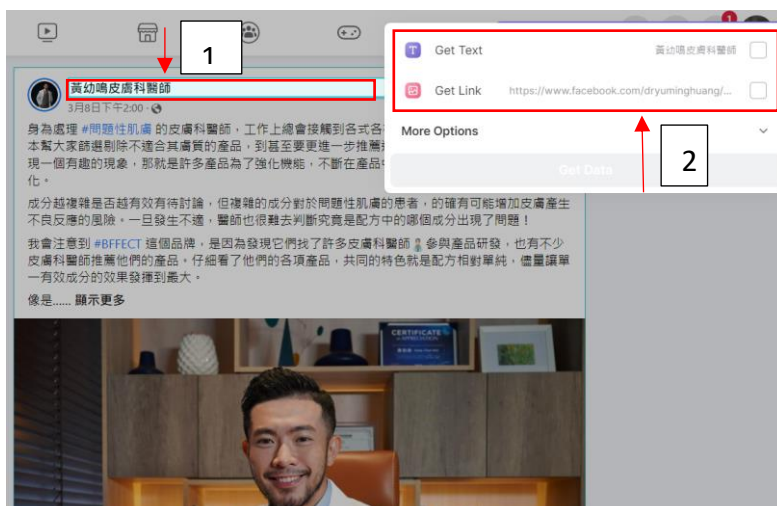 1
1
Get Text 黃幼鳴皮膚科醫師
Get Link https://www.facebook.com/dryuminghuang/...
More Options
Get Data
2
黃幼鳴皮膚科醫師
3月8日下午2:00 ·
身為處理 #問題性肌膚 的皮膚科醫師，工作上總會接觸到各式各
本幫大家篩選剔除不適合其膚質的產品，到甚至要更進一步推薦
現一個有趣的現象，那就是許多產品為了強化機能，不斷在產品中
化。
成分越複雜是否越有效有待討論，但複雜的成分對於問題性肌膚的患者，的確有可能增加皮膚產生
不良反應的風險。一旦發生不適，醫師也很難去判斷究竟是配方中的哪個成分出現了問題！
我會注意到 #BFFECT 這個品牌，是因為發現它們找了許多皮膚科醫師 參與產品研發，也有不少
皮膚科醫師推薦他們的產品。仔細看了他們的各項產品，共同的特色就是配方相對單純，儘量讓單
一有效成分的效果發揮到最大。
像是...... 顯示更多
CERTIFICATE